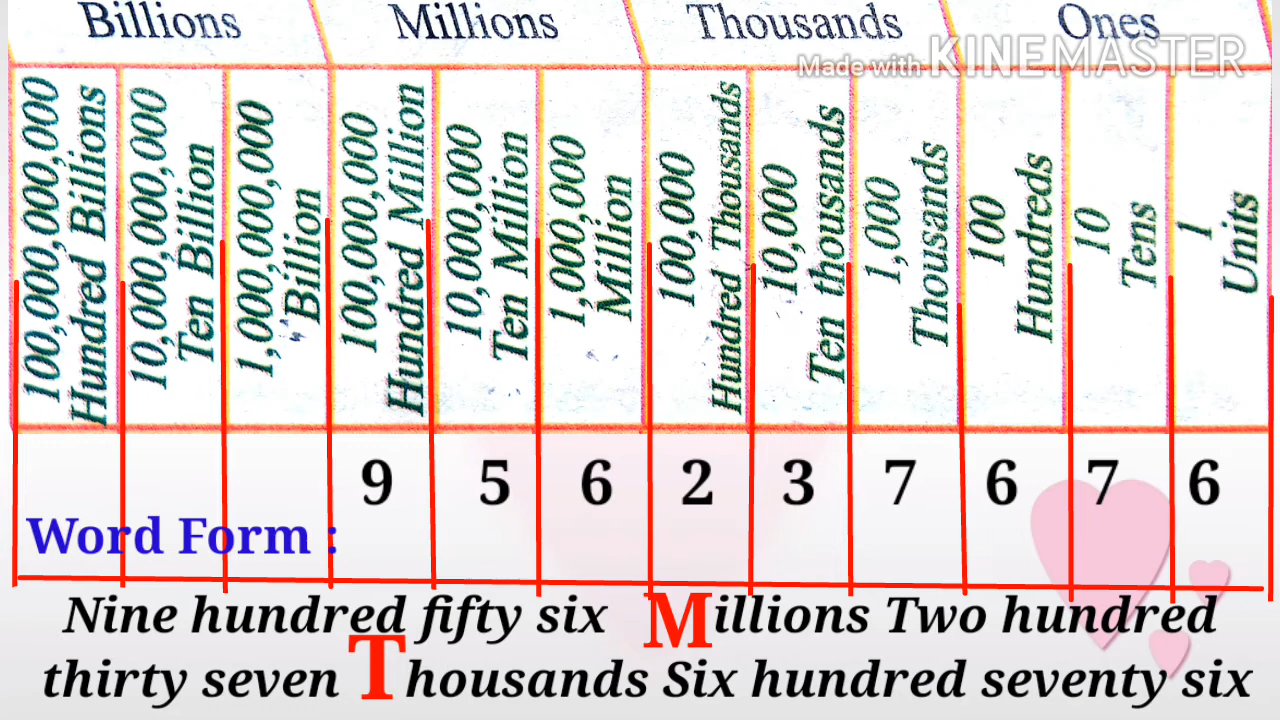 Billions Millions Thousands Ones
Made with KINEMASTER
100,000,000,000
Hundred Billions
10,000,000,000
Ten Billion
1,000,000,000
Billion
100,000,000
Hundred Million
10,000,000
Ten Million
1,000,000
Million
100,000
Hundred Thousands
10,000
Ten thousands
1,000
Thousands
100
Hundreds
10
Tens
1
Units
9 5 6 2 3 7 6 7 6
Word Form :
Nine hundred fifty six Millions Two hundred
thirty seven Thousands Six hundred seventy six